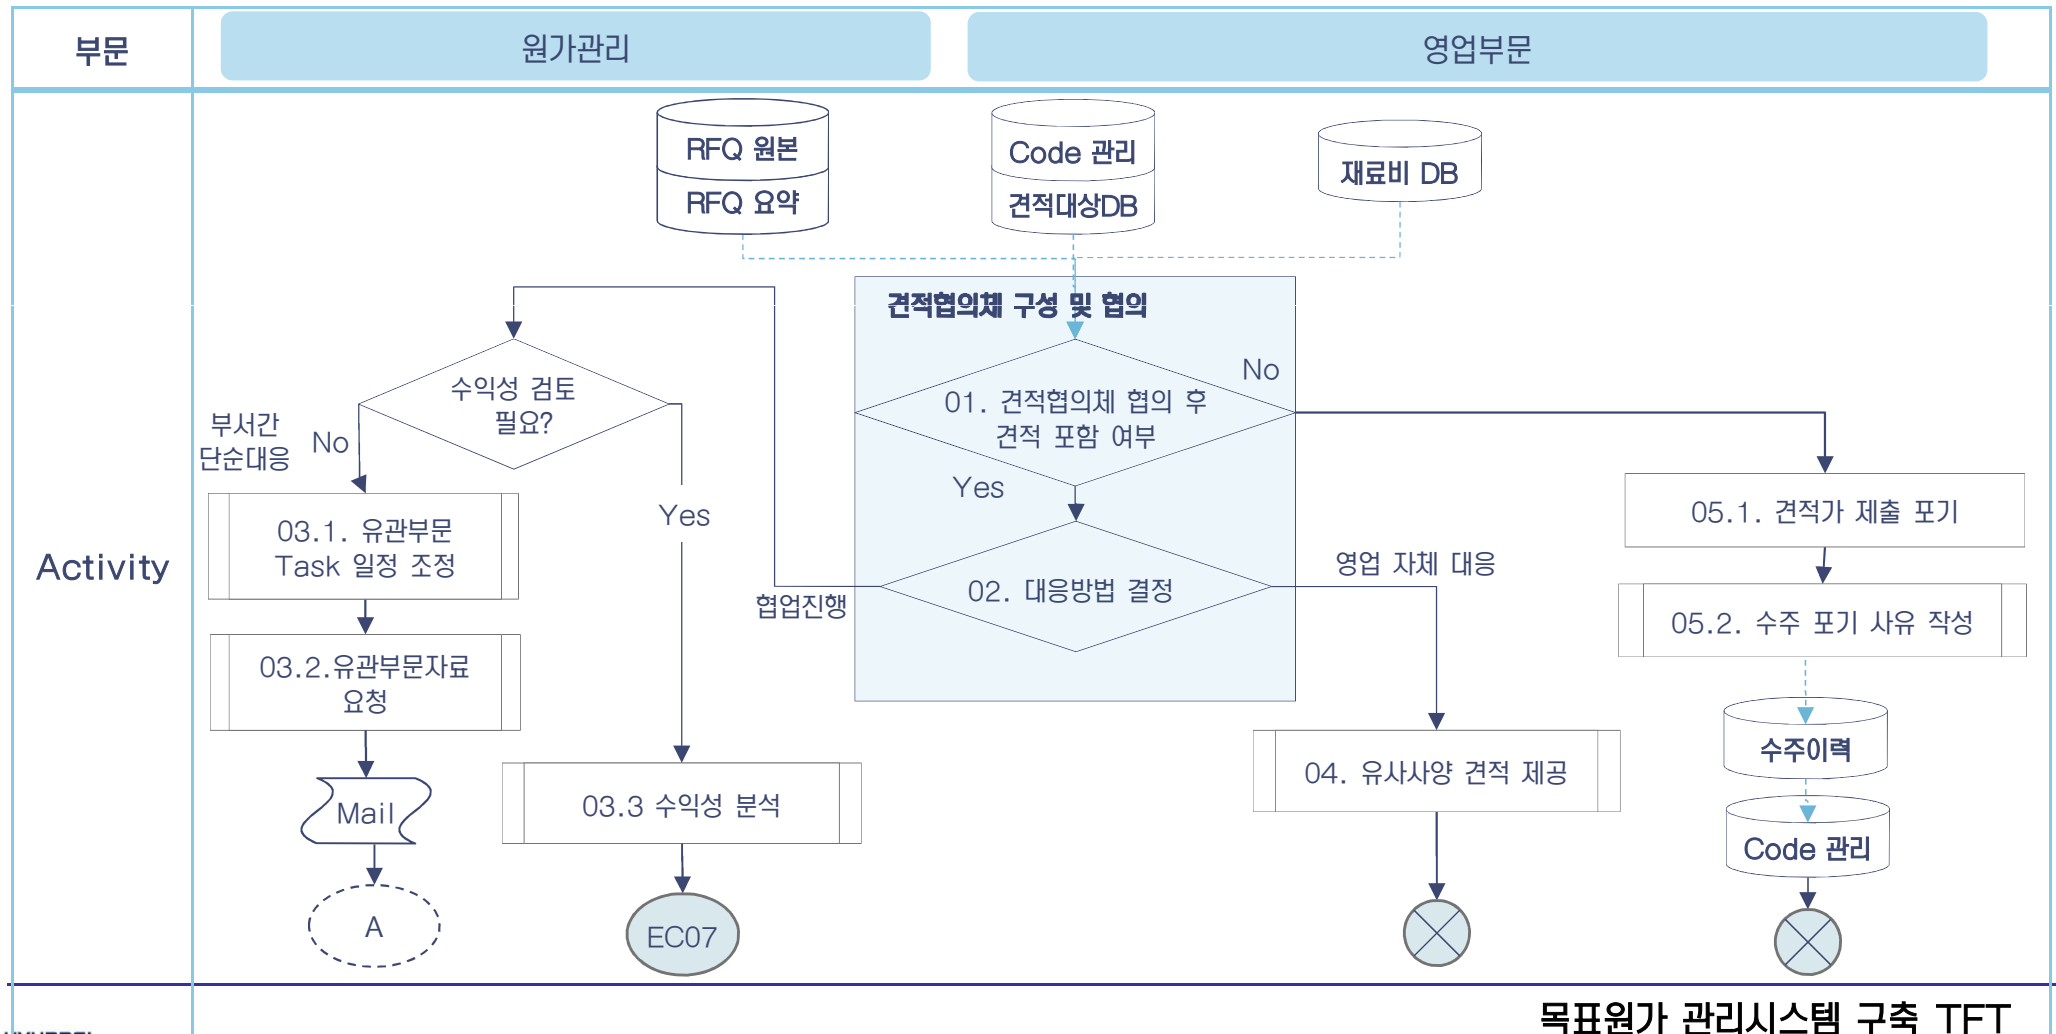 부문
원가관리
영업부문
RFQ 원본
RFQ 요약
Code 관리
견적대상DB
재료비 DB
견적협의체 구성 및 협의
수익성 검토
필요?
No
01. 견적협의체 협의 후
견적 포함 여부
부서간
단순대응
No
Yes
Yes
03.1. 유관부문
Task 일정 조정
05.1. 견적가 제출 포기
Activity
영업 자체 대응
02. 대응방법 결정
협업진행
05.2. 수주 포기 사유 작성
03.2.유관부문자료
요청
수주이력
04. 유사사양 견적 제공
03.3 수익성 분석
Mail
Code 관리
A
EC07
목표원가 관리시스템 구축 TFT